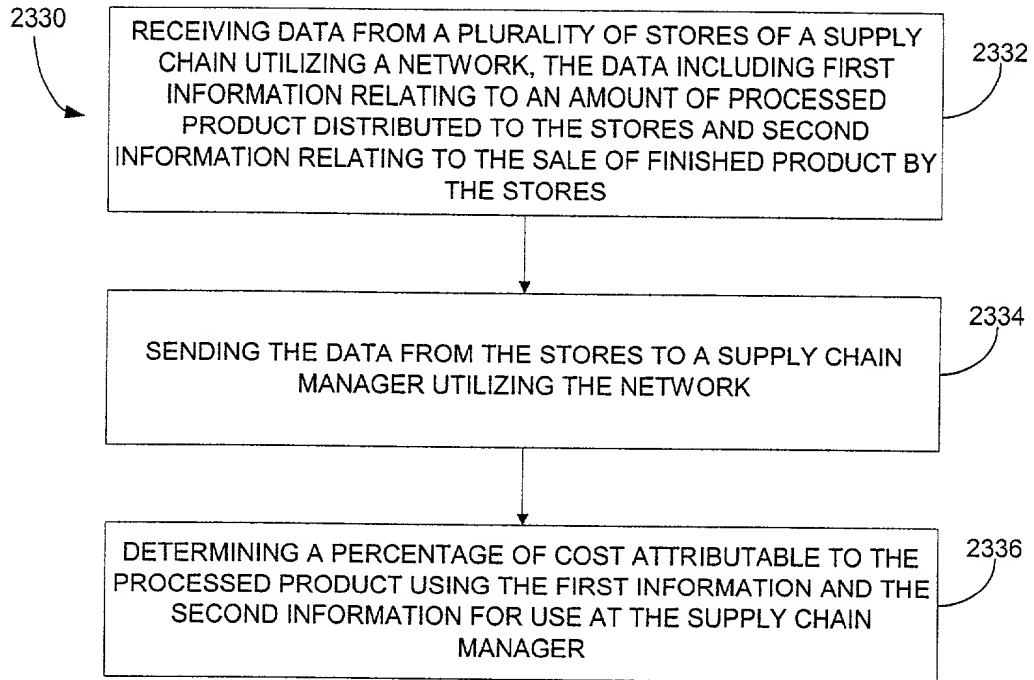 2330
RECEIVING DATA FROM A PLURALITY OF STORES OF A SUPPLY
CHAIN UTILIZING A NETWORK, THE DATA INCLUDING FIRST
INFORMATION RELATING TO AN AMOUNT OF PROCESSED
PRODUCT DISTRIBUTED TO THE STORES AND SECOND
INFORMATION RELATING TO THE SALE OF FINISHED PRODUCT BY
THE STORES
2332
SENDING THE DATA FROM THE STORES TO A SUPPLY CHAIN
MANAGER UTILIZING THE NETWORK
2334
DETERMINING A PERCENTAGE OF COST ATTRIBUTABLE TO THE
PROCESSED PRODUCT USING THE FIRST INFORMATION AND THE
SECOND INFORMATION FOR USE AT THE SUPPLY CHAIN
MANAGER
2336